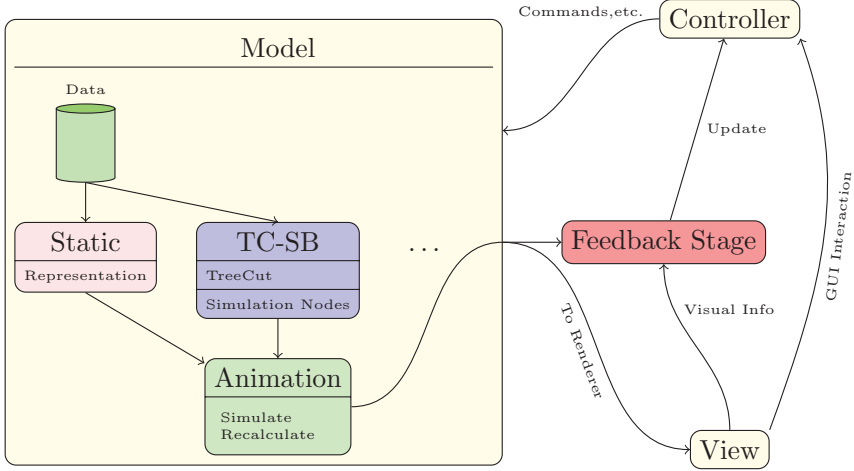 Commands,etc.
Controller
Model
Data
Update
Static
Representation
TC-SB
TreeCut
Simulation Nodes
...
Feedback Stage
GUI Interaction
To Renderer
Visual Info
Animation
Simulate
Recalculate
View